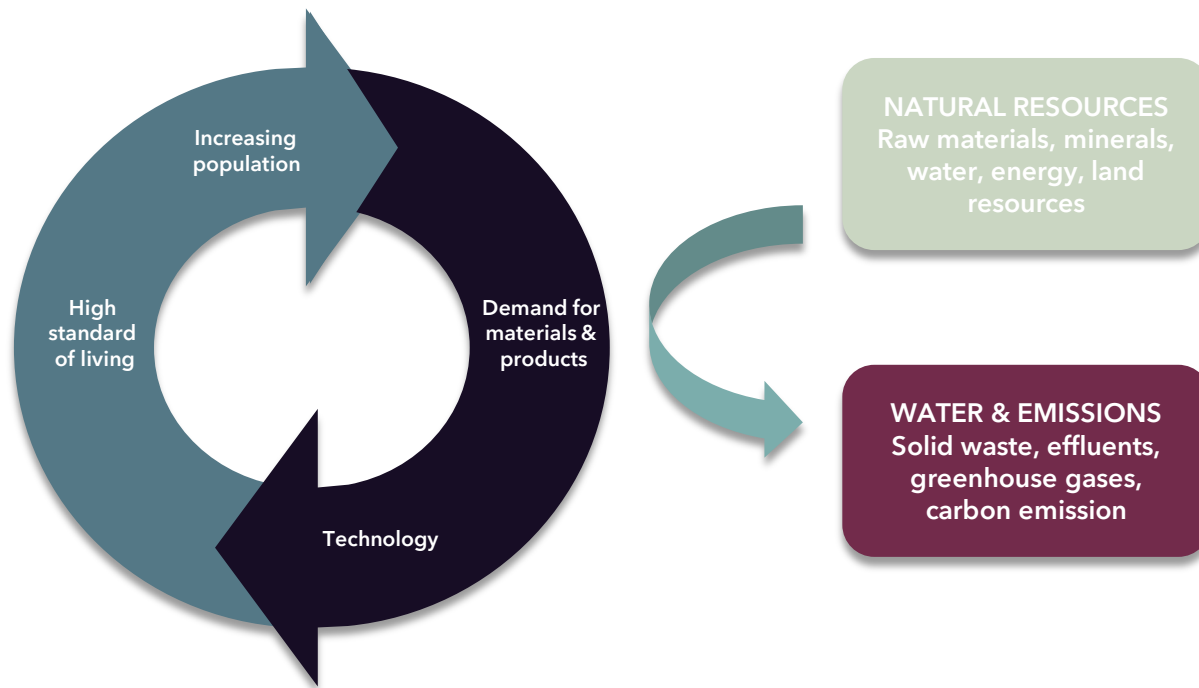 Increasing
population
High
standard
of living
Demand for
materials &
products
Technology
NATURAL RESOURCES
Raw materials, minerals,
water, energy, land
resources
WATER & EMISSIONS
Solid waste, effluents,
greenhouse gases,
carbon emission